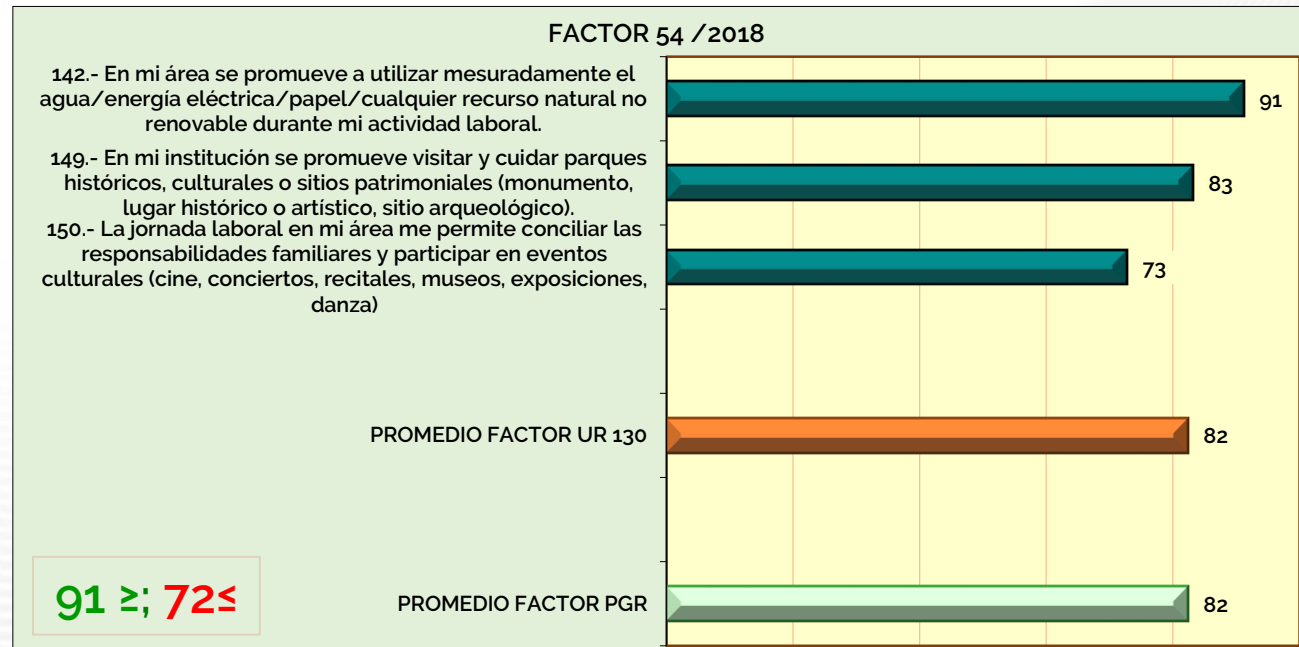 FACTOR 54 /2018
142.- En mi área se promueve a utilizar mesuradamente el
agua/energía eléctrica/papel/cualquier recurso natural no
renovable durante mi actividad laboral.
91
149.- En mi institución se promueve visitar y cuidar parques
históricos, culturales o sitios patrimoniales (monumento,
lugar histórico o artístico, sitio arqueológico).
83
150.- La jornada laboral en mi área me permite conciliar las
responsabilidades familiares y participar en eventos
culturales (cine, conciertos, recitales, museos, exposiciones,
danza)
73
PROMEDIO FACTOR UR 130
82
PROMEDIO FACTOR PGR
82
91 ≥; 72≤